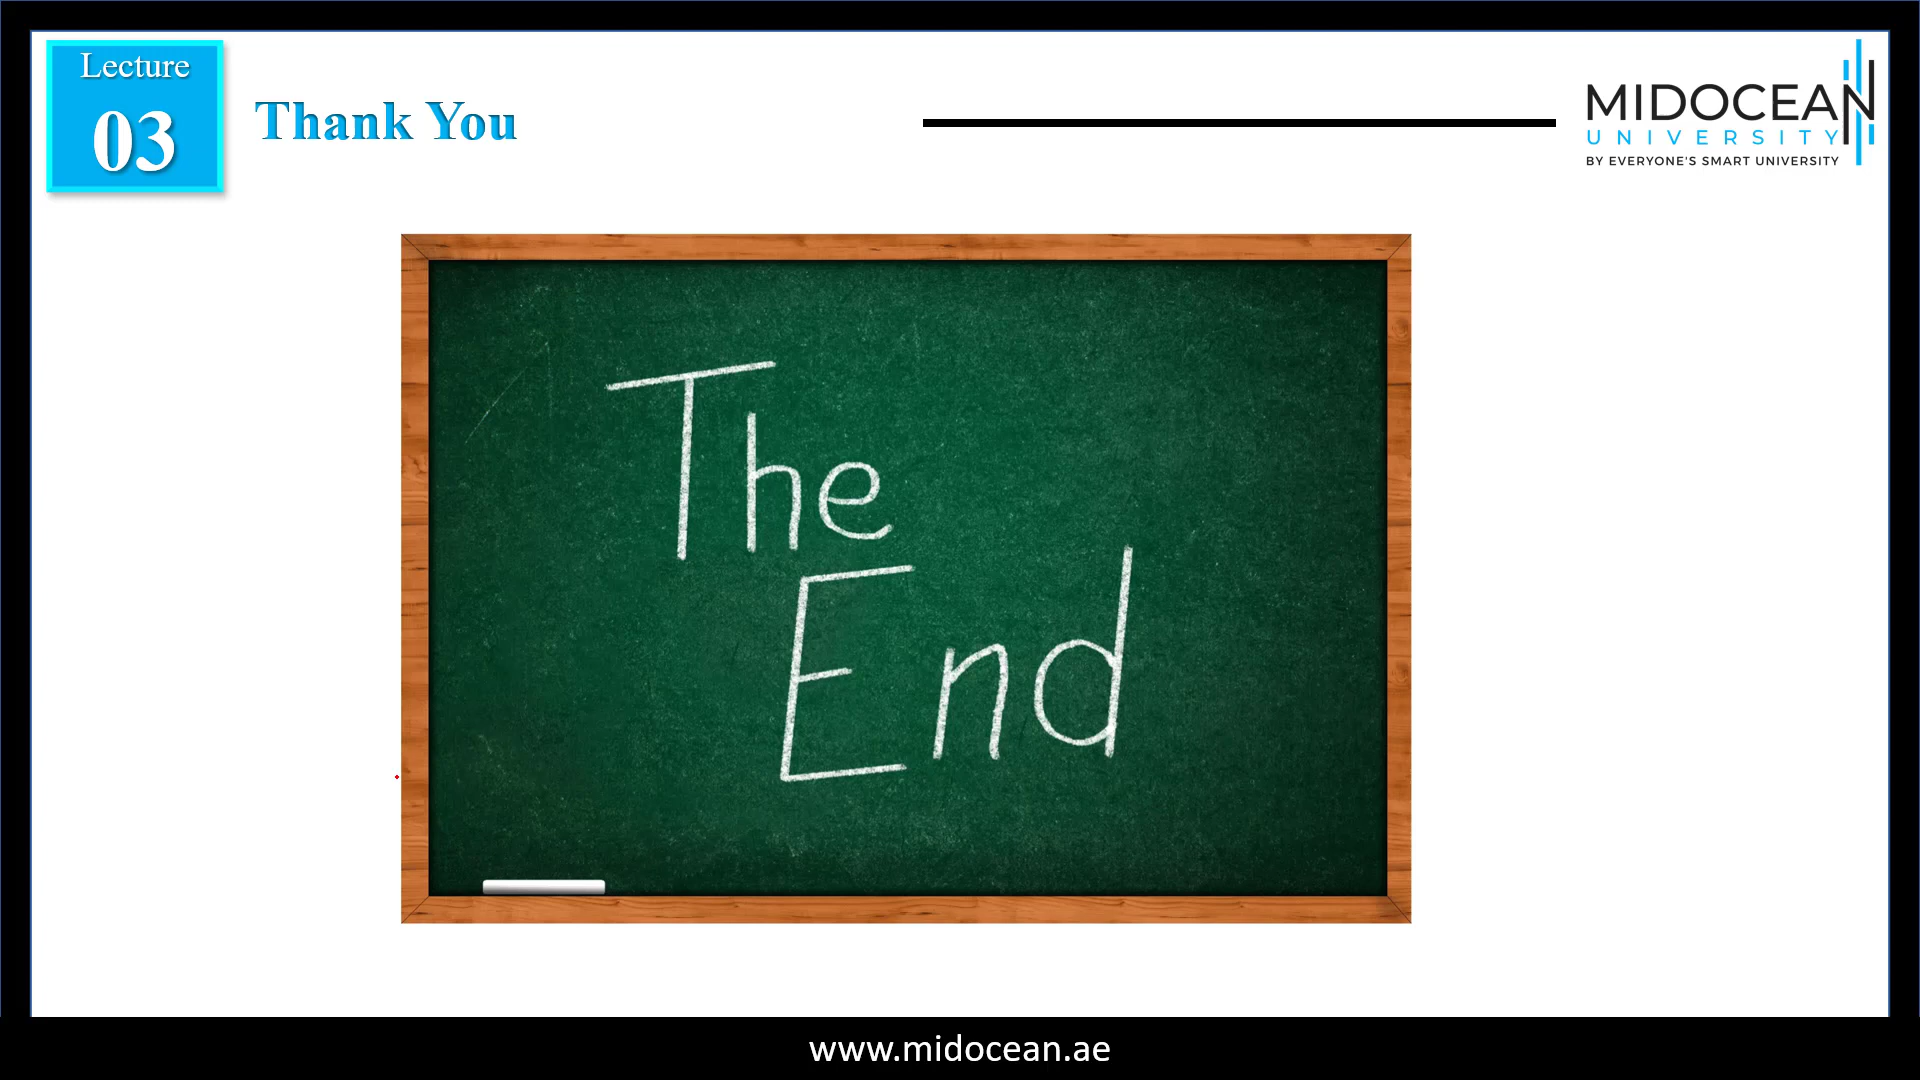 Lecture
03
Thank You
MIDOCEAN
UNIVERSITY
BY EVERYONE'S SMART UNIVERSITY
The
End
www.midocean.ae